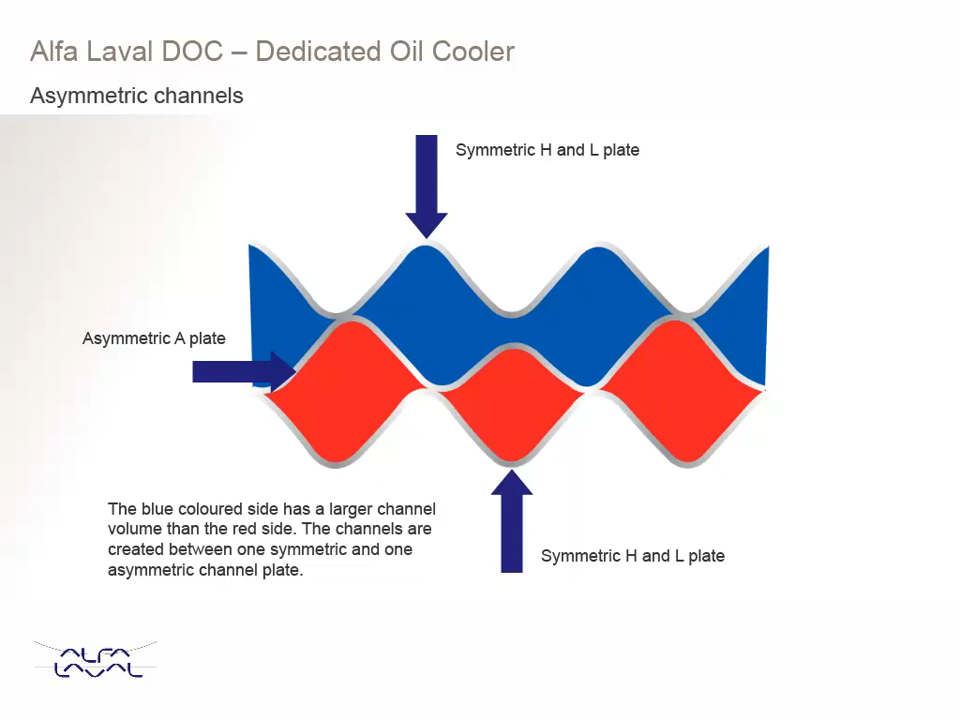 Alfa Laval DOC – Dedicated Oil Cooler
Asymmetric channels
Symmetric H and L plate
Asymmetric A plate
The blue coloured side has a larger channel
volume than the red side. The channels are
created between one symmetric and one
asymmetric channel plate.
Symmetric H and L plate
ALFA
LAVAL